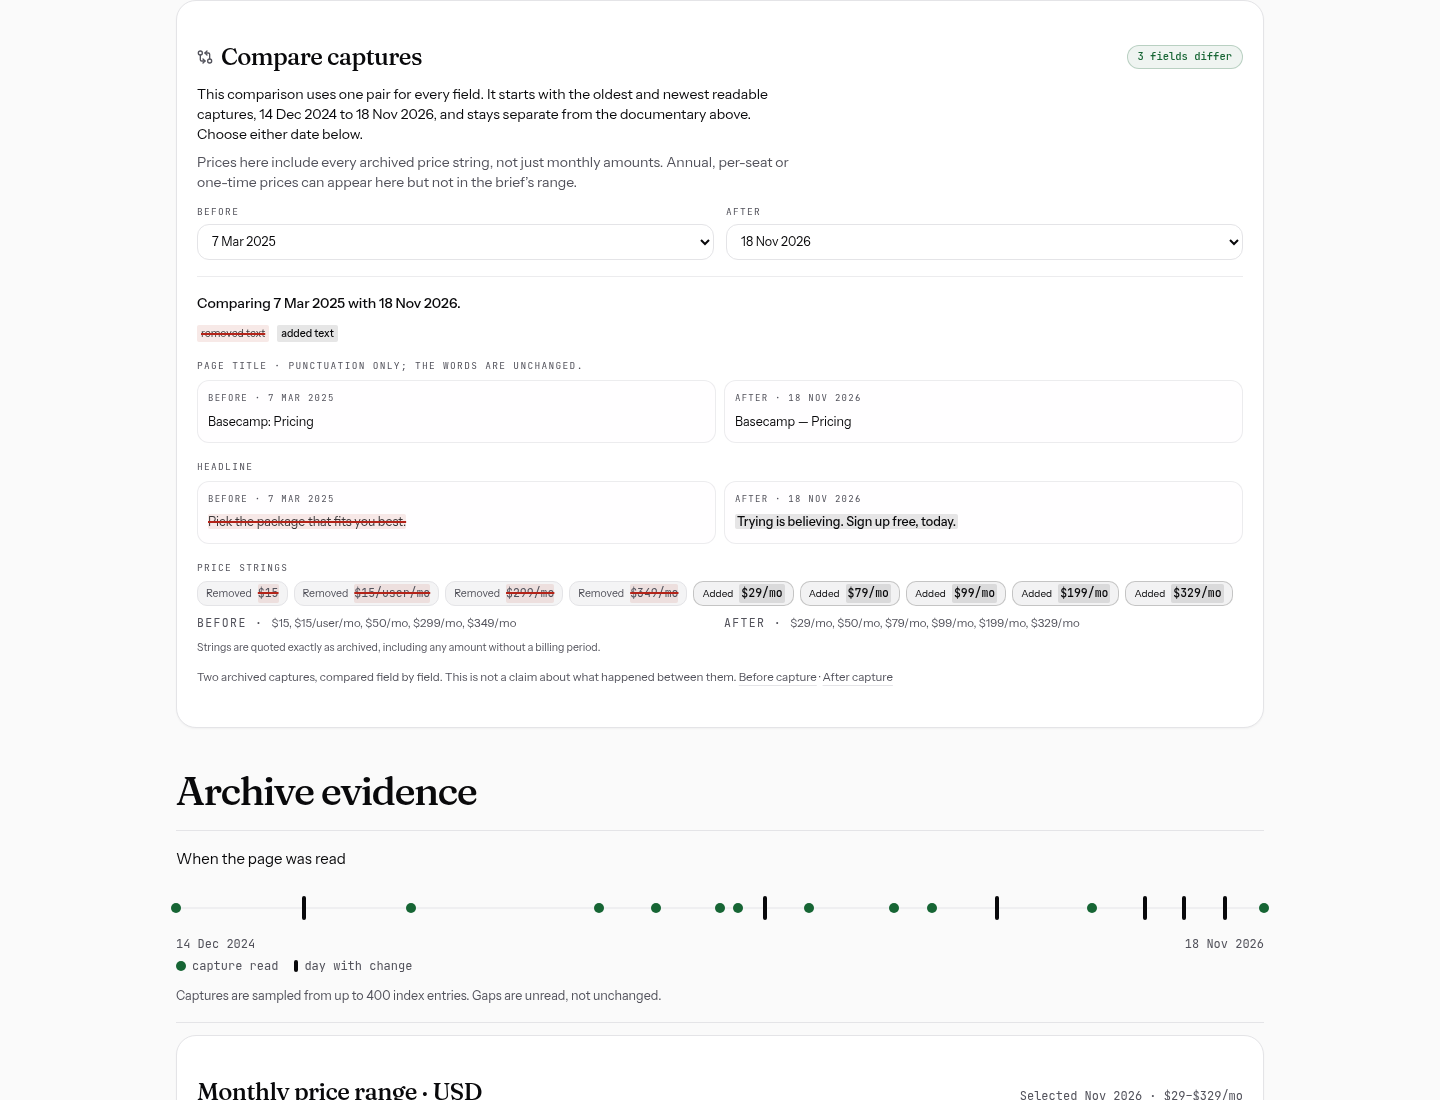 Compare captures
3 fields differ
This comparison uses one pair for every field. It starts with the oldest and newest readable
captures, 14 Dec 2024 to 18 Nov 2026, and stays separate from the documentary above.
Choose either date below.
Prices here include every archived price string, not just monthly amounts. Annual, per-seat or
one-time prices can appear here but not in the brief's range.
BEFORE
AFTER
7 Mar 2025
18 Nov 2026
Comparing 7 Mar 2025 with 18 Nov 2026.
removed text added text
PAGE TITLE · PUNCTUATION ONLY; THE WORDS ARE UNCHANGED.
BEFORE · 7 MAR 2025
Basecamp: Pricing
AFTER · 18 NOV 2026
Basecamp — Pricing
HEADLINE
BEFORE · 7 MAR 2025
Pick the package that fits you best.
AFTER · 18 NOV 2026
Trying is believing. Sign up free, today.
PRICE STRINGS
Removed $15 Removed $15/user/mo Removed $299/mo Removed $349/mo Added $29/mo Added $79/mo Added $99/mo Added $199/mo Added $329/mo
BEFORE · $15, $15/user/mo, $50/mo, $299/mo, $349/mo
AFTER · $29/mo, $50/mo, $79/mo, $99/mo, $199/mo, $329/mo
Strings are quoted exactly as archived, including any amount without a billing period.
Two archived captures, compared field by field. This is not a claim about what happened between them. Before capture · After capture
Archive evidence
When the page was read
14 Dec 2024
18 Nov 2026
capture read day with change
Captures are sampled from up to 400 index entries. Gaps are unread, not unchanged.
Monthly price range · USD
Selected Nov 2026 · $29–$329/mo